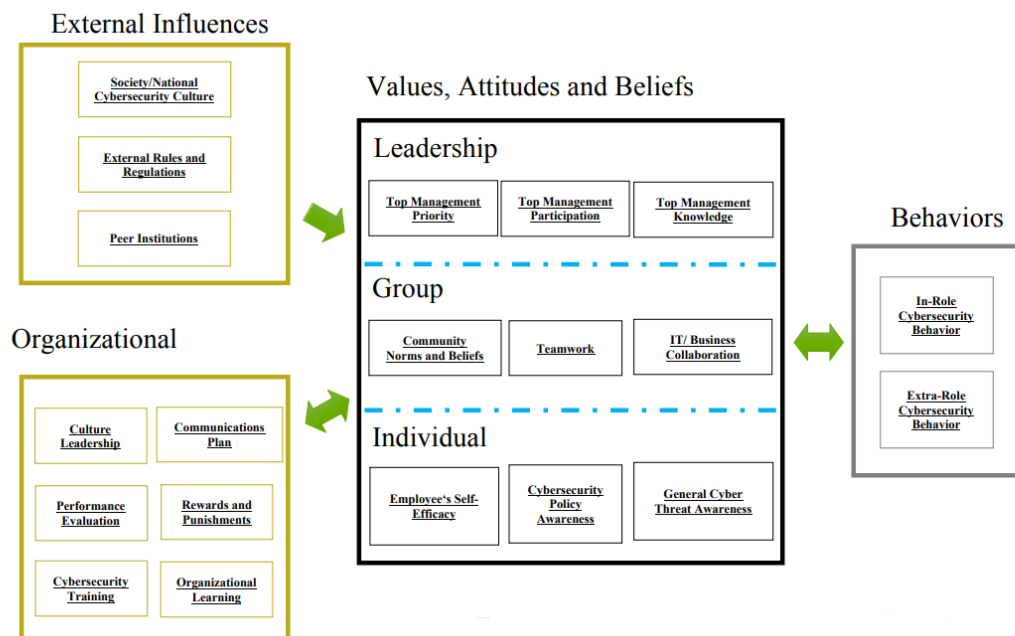 External Influences
Society/National
Cybersecurity Culture
External Rules and
Regulations
Peer Institutions
Organizational
Culture
Leadership
Communications
Plan
Performance
Evaluation
Rewards and
Punishments
Cybersecurity
Training
Organizational
Learning
Values, Attitudes and Beliefs
Leadership
Top Management
Priority
Top Management
Participation
Top Management
Knowledge
Group
Community
Norms and Beliefs
Teamwork
IT/ Business
Collaboration
Individual
Employee‘s Self-
Efficacy
Cybersecurity
Policy
Awareness
General Cyber
Threat Awareness
Behaviors
In-Role
Cybersecurity
Behavior
Extra-Role
Cybersecurity
Behavior